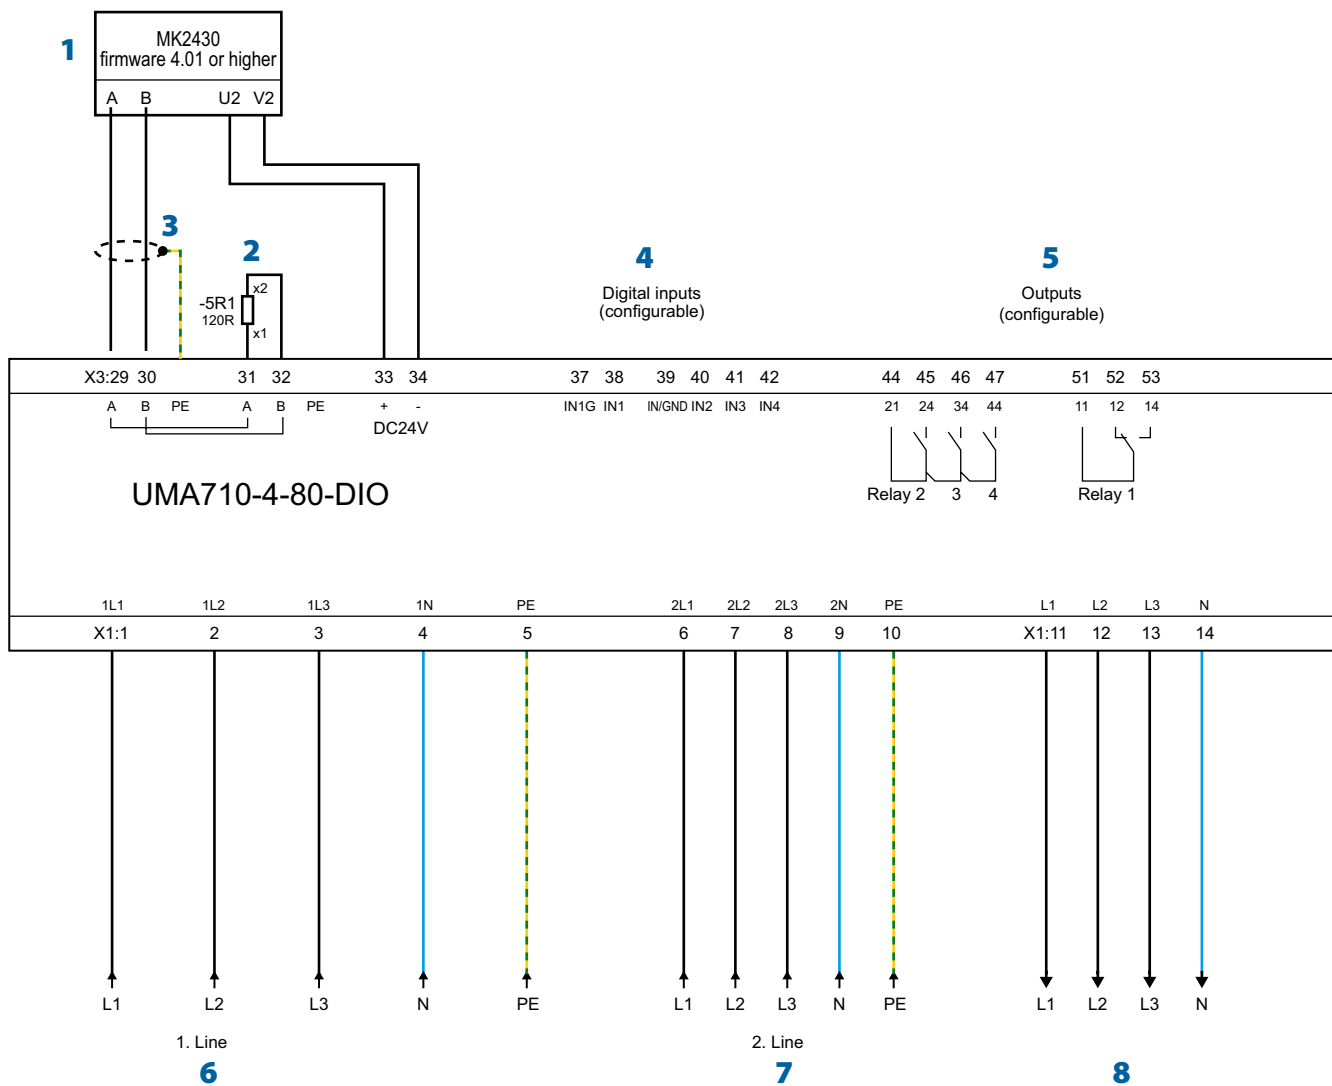 1
MK2430
firmware 4.01 or higher
A B U2 V2
3
2
x2
-5R1
120R
x1
4
Digital inputs
(configurable)
5
Outputs
(configurable)
X3:29 30 31 32 33 34 37 38 39 40 41 42 44 45 46 47 51 52 53
A B PE A B PE + - IN1G IN1 IN/GND IN2 IN3 IN4 21 24 34 44 11 12 14
DC24V
UMA710-4-80-DIO
Relay 2 3 4 Relay 1
1L1 1L2 1L3 1N PE 2L1 2L2 2L3 2N PE L1 L2 L3 N
X1:1 2 3 4 5 6 7 8 9 10 X1:11 12 13 14
L1 L2 L3 N PE L1 L2 L3 N PE L1 L2 L3 N
1. Line 2. Line
6 7 8